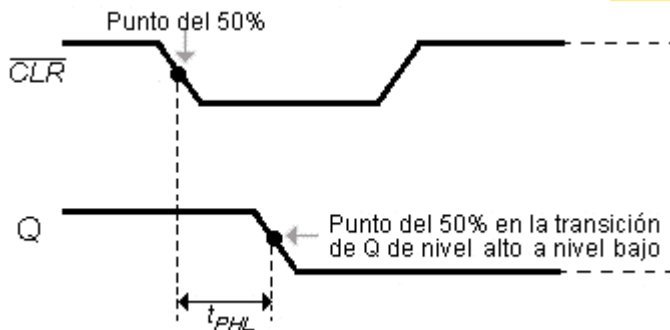 Punto del 50%
CLR
Q
Punto del 50% en la transición
de Q de nivel alto a nivel bajo
tPHL